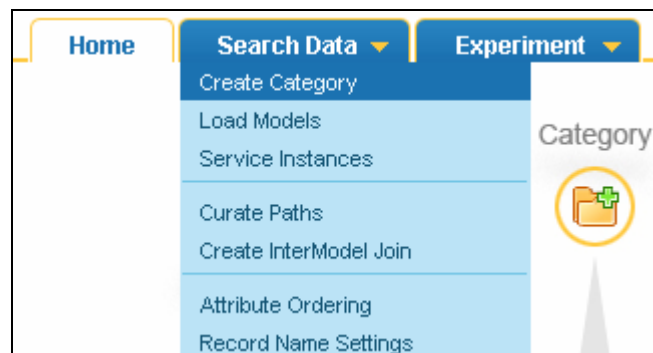 Home Search Data Experiment
Create Category
Load Models
Service Instances
Category
Curate Paths
Create InterModel Join
Attribute Ordering
Record Name Settings